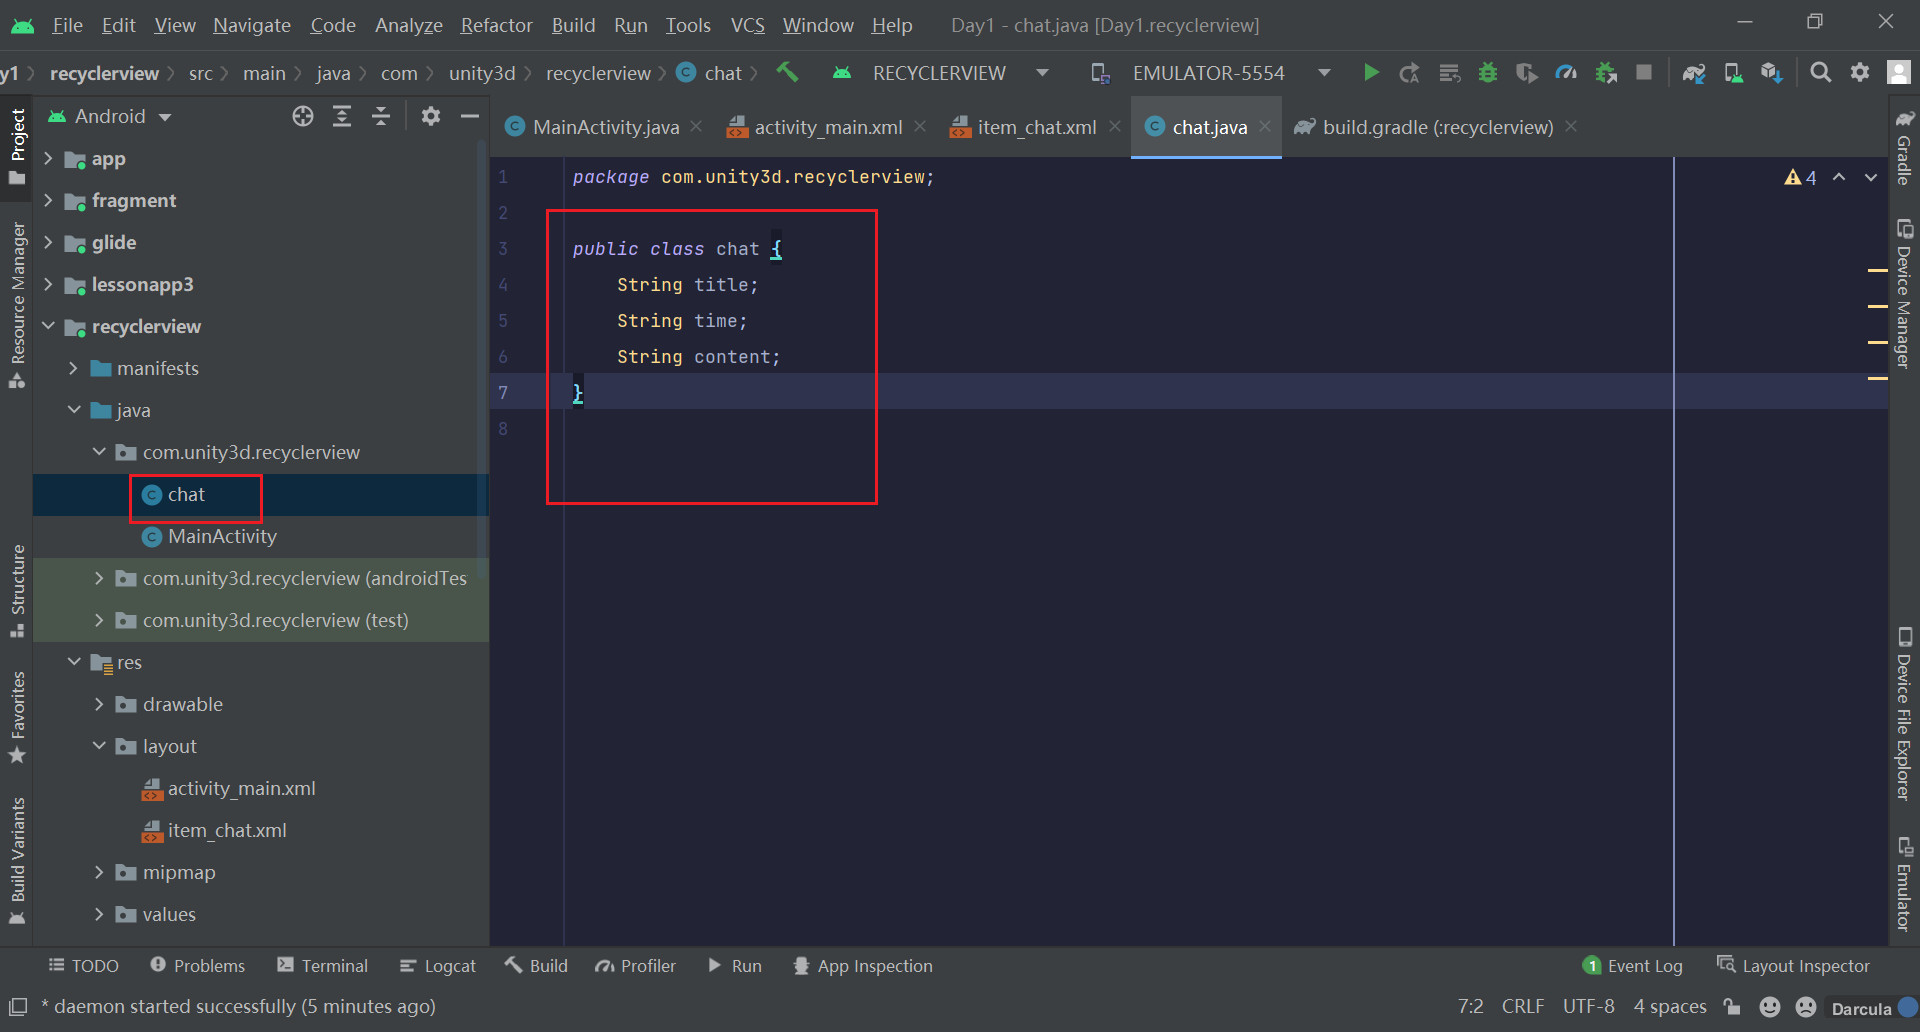 File Edit View Navigate Code Analyze Refactor Build Run Tools VCS Window Help Day1 - chat.java [Day1.recyclerview]
y1 recyclerview src main java com unity3d recyclerview chat RECYCLERVIEW EMULATOR-5554
Android
MainActivity.java activity_main.xml item_chat.xml chat.java build.gradle (:recyclerview)
Project
Resource Manager
Structure
Favorites
Build Variants
app
fragment
glide
lessonapp3
recyclerview
manifests
java
com.unity3d.recyclerview
chat
MainActivity
com.unity3d.recyclerview (androidTes
com.unity3d.recyclerview (test)
res
drawable
layout
activity_main.xml
item_chat.xml
mipmap
values
1 package com.unity3d.recyclerview;
2
3 public class chat {
4 String title;
5 String time;
6 String content;
7 }
8
4
Gradle
Device Manager
Device File Explorer
Emulator
TODO Problems Terminal Logcat Build Profiler Run App Inspection 1 Event Log Layout Inspector
* daemon started successfully (5 minutes ago) 7:2 CRLF UTF-8 4 spaces Darcula